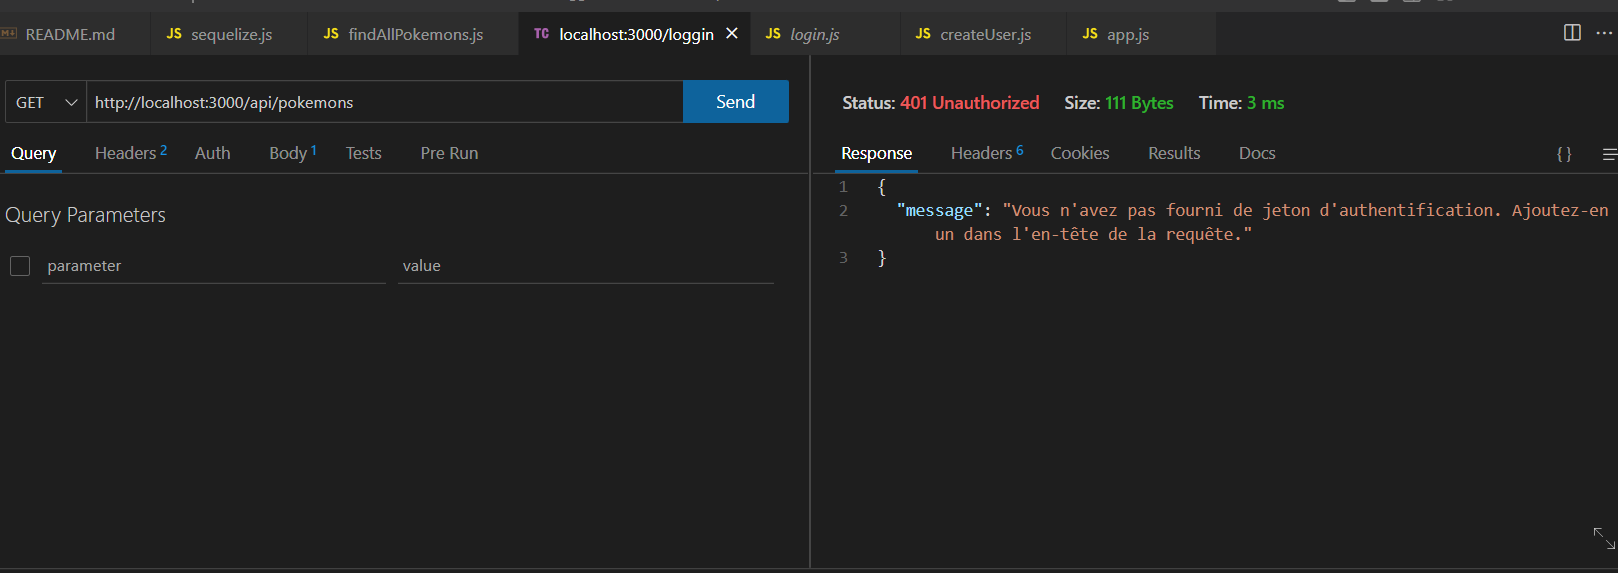 README.md JS sequelize.js JS findAllPokemons.js TC localhost:3000/loggin JS login.js JS createUser.js JS app.js
GET http://localhost:3000/api/pokemons Send
Status: 401 Unauthorized Size: 111 Bytes Time: 3 ms
Query Headers 2 Auth Body 1 Tests Pre Run
Response Headers 6 Cookies Results Docs {}
Query Parameters
parameter value
1 {
2 "message": "Vous n'avez pas fourni de jeton d'authentification. Ajoutez-en
un dans l'en-tête de la requête."
3 }